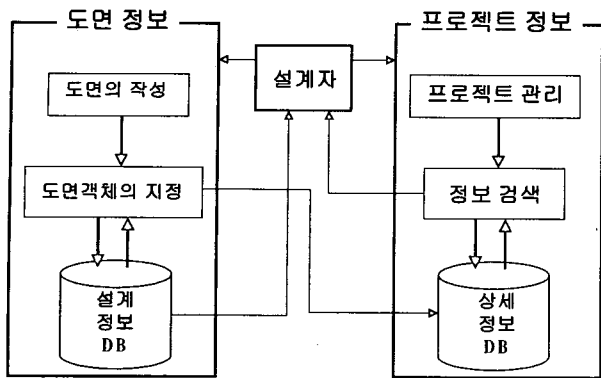 도면 정보
프로젝트 정보
설계자
도면의 작성
프로젝트 관리
도면객체의 지정
정보 검색
설계
정보
DB
상세
정보
DB